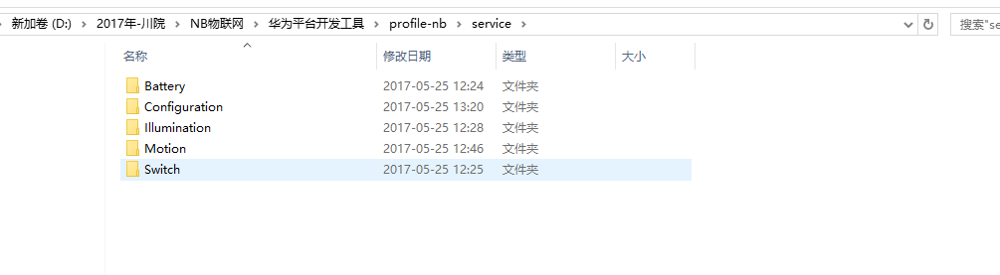 新加卷 (D:) > 2017年-川院 > NB物联网 > 华为平台开发工具 > profile-nb > service >
搜索"se
名称 修改日期 类型 大小
Battery 2017-05-25 12:24 文件夹
Configuration 2017-05-25 13:20 文件夹
Illumination 2017-05-25 12:28 文件夹
Motion 2017-05-25 12:46 文件夹
Switch 2017-05-25 12:25 文件夹